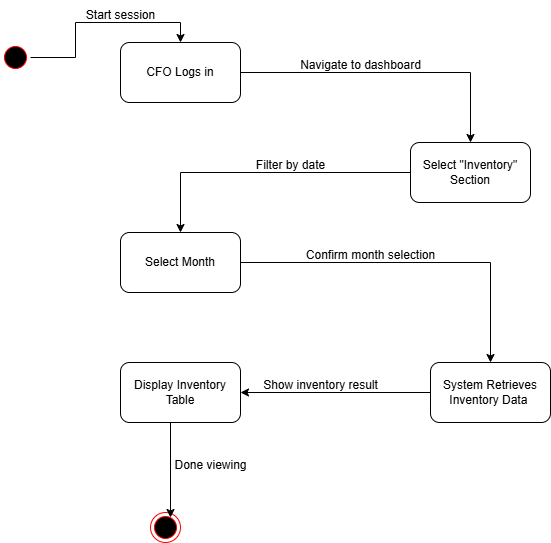 Start session
CFO Logs in
Navigate to dashboard
Select "Inventory"
Section
Filter by date
Select Month
Confirm month selection
System Retrieves
Inventory Data
Show inventory result
Display Inventory
Table
Done viewing